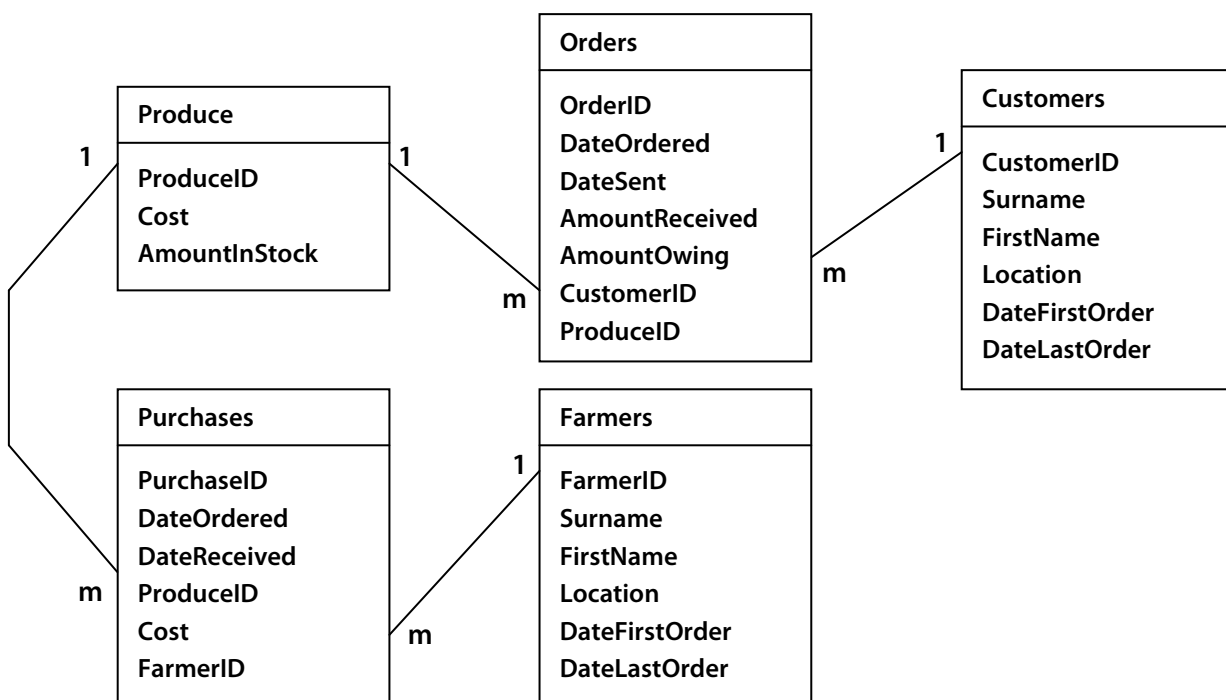 Produce
ProduceID
Cost
AmountInStock
1
1
m
m
Orders
OrderID
DateOrdered
DateSent
AmountReceived
AmountOwing
CustomerID
ProduceID
1
m
Customers
CustomerID
Surname
FirstName
Location
DateFirstOrder
DateLastOrder
Purchases
PurchaseID
DateOrdered
DateReceived
ProduceID
Cost
FarmerID
1
m
Farmers
FarmerID
Surname
FirstName
Location
DateFirstOrder
DateLastOrder